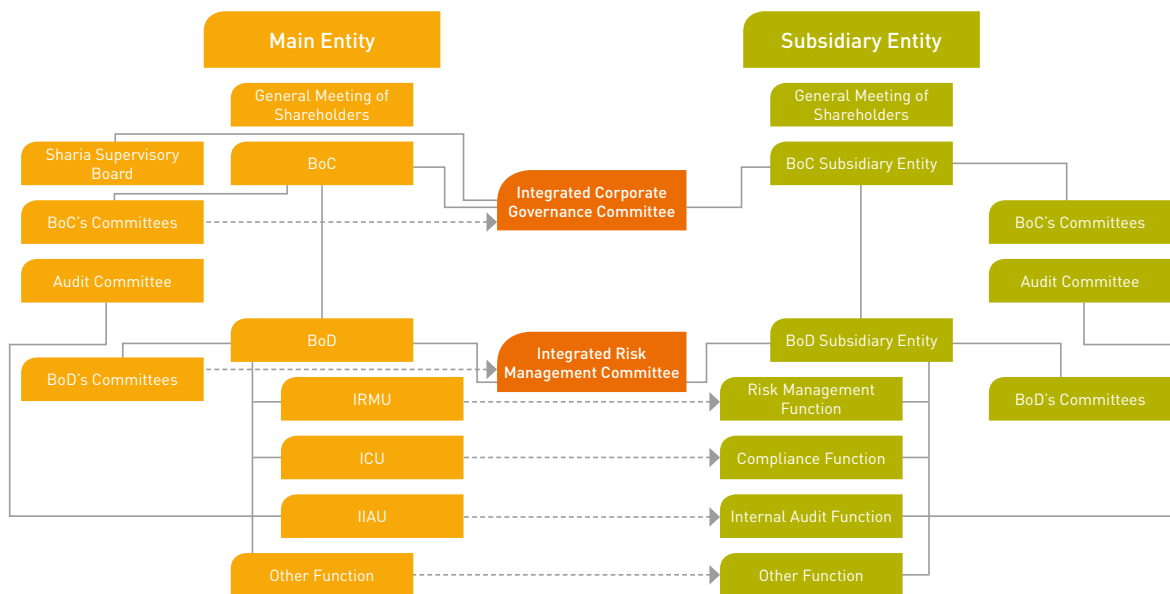 Main Entity
Subsidiary Entity
General Meeting of
Shareholders
General Meeting of
Shareholders
Sharia Supervisory
Board
BoC
BoC Subsidiary Entity
Integrated Corporate
Governance Committee
BoC's Committees
BoC's Committees
Audit Committee
Audit Committee
BoD
BoD Subsidiary Entity
Integrated Risk
Management Committee
BoD's Committees
BoD's Committees
IRMU
Risk Management
Function
ICU
Compliance Function
IIAU
Internal Audit Function
Other Function
Other Function